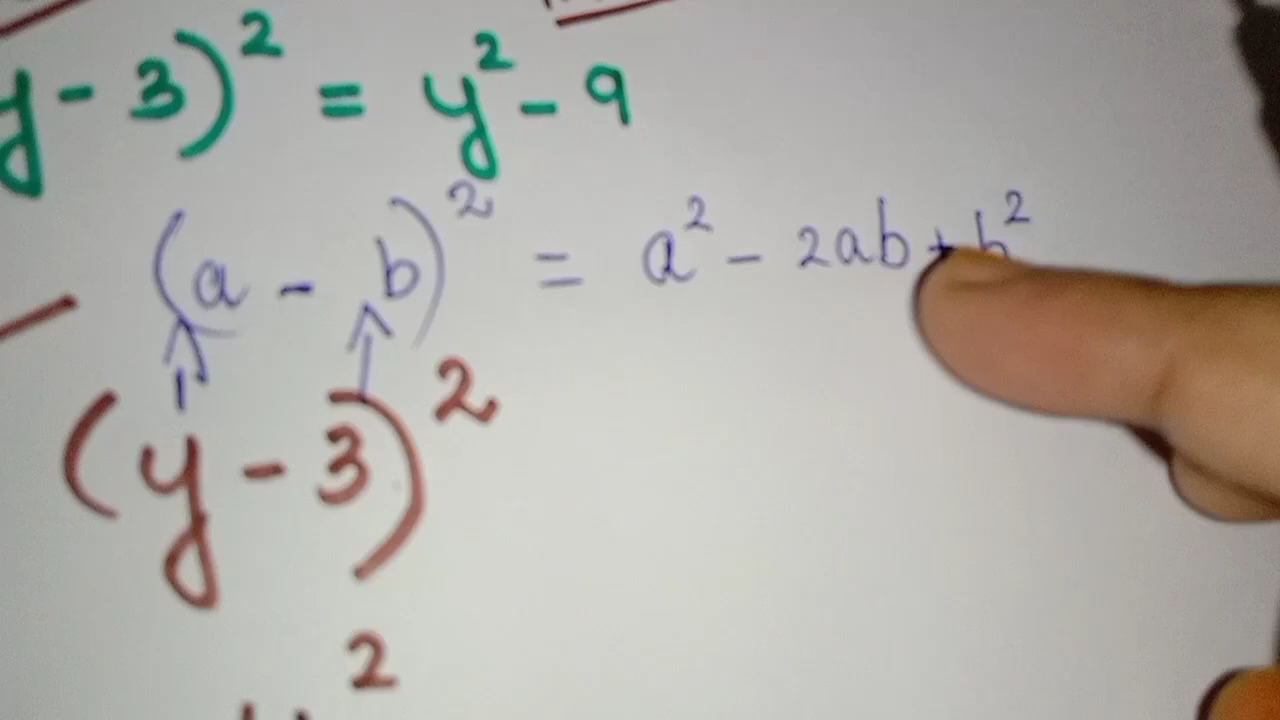 y - 3)² = y² - 9
(a - b)² = a² - 2ab + b²
(y - 3)²
2